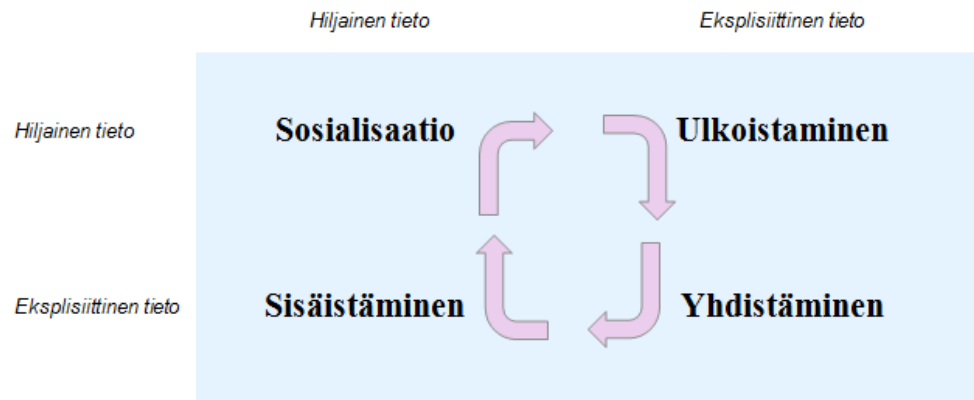 Hiljainen tieto
Eksplisiittinen tieto
Hiljainen tieto
Sosialisaatio
Ulkoistaminen
Eksplisiittinen tieto
Sisäistäminen
Yhdistäminen